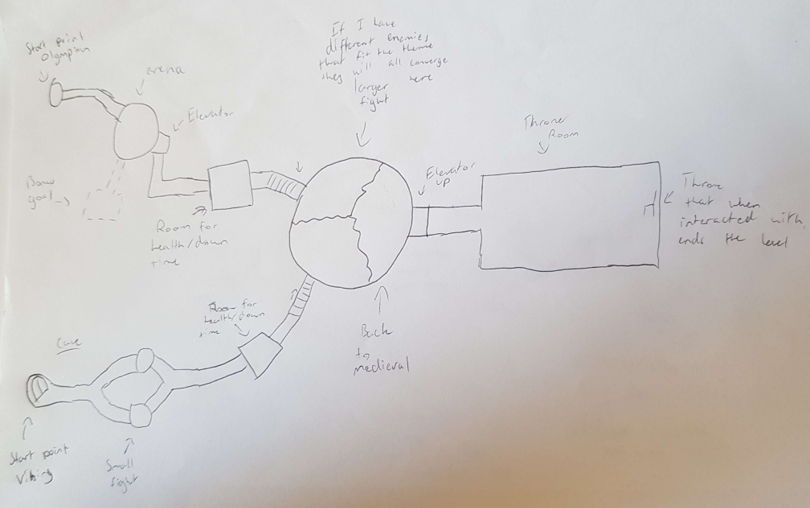 Start point
Olympian
arena
Elevator
If I have
different enemies
that fit the theme
they will all converge
here
larger
fight
Throne
Room
Elevator
up
Throne
that when
interacted with
ends the level
goal
Room for
health/down
time
Room for
health/down
time
Back
to
medieval
Cave
Start point
Viking
Small
fight